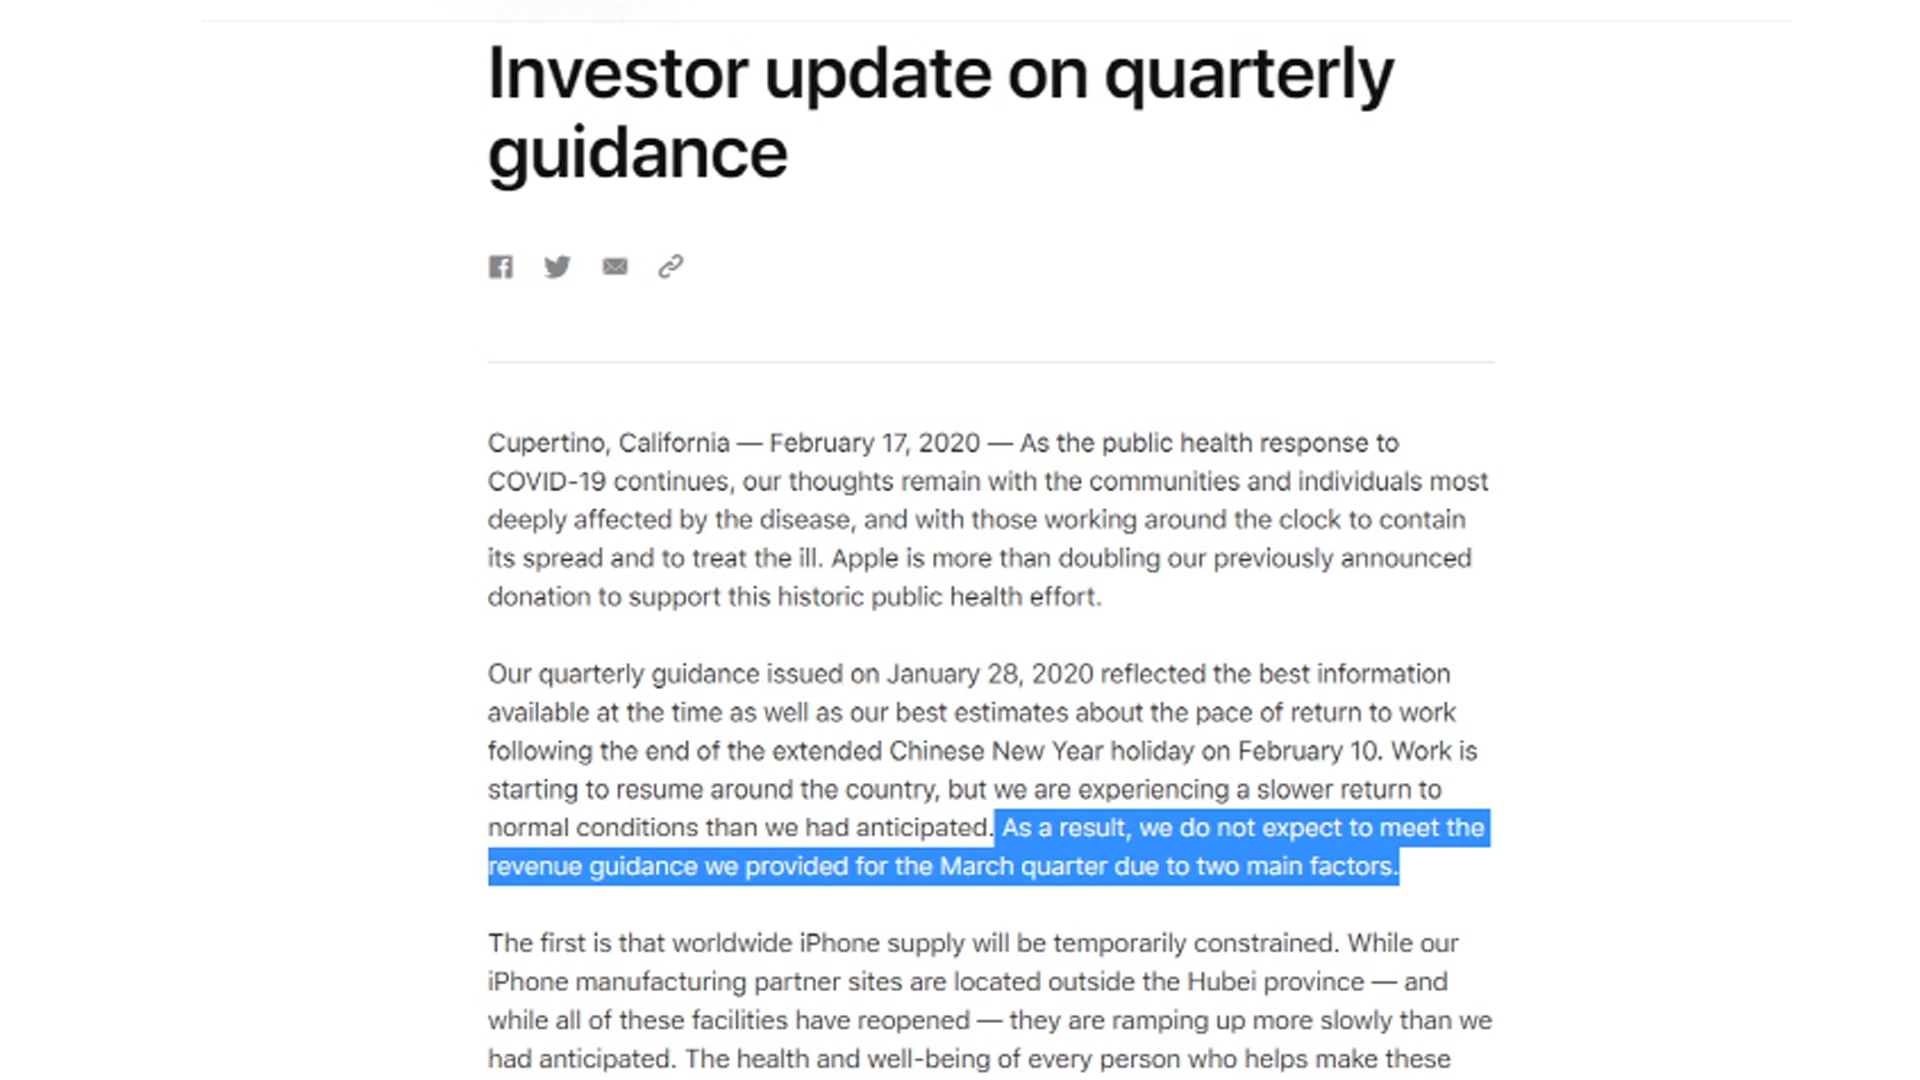 Investor update on quarterly
guidance
Cupertino, California — February 17, 2020 — As the public health response to
COVID-19 continues, our thoughts remain with the communities and individuals most
deeply affected by the disease, and with those working around the clock to contain
its spread and to treat the ill. Apple is more than doubling our previously announced
donation to support this historic public health effort.
Our quarterly guidance issued on January 28, 2020 reflected the best information
available at the time as well as our best estimates about the pace of return to work
following the end of the extended Chinese New Year holiday on February 10. Work is
starting to resume around the country, but we are experiencing a slower return to
normal conditions than we had anticipated. As a result, we do not expect to meet the
revenue guidance we provided for the March quarter due to two main factors.
The first is that worldwide iPhone supply will be temporarily constrained. While our
iPhone manufacturing partner sites are located outside the Hubei province — and
while all of these facilities have reopened — they are ramping up more slowly than we
had anticipated. The health and well-being of every person who helps make these